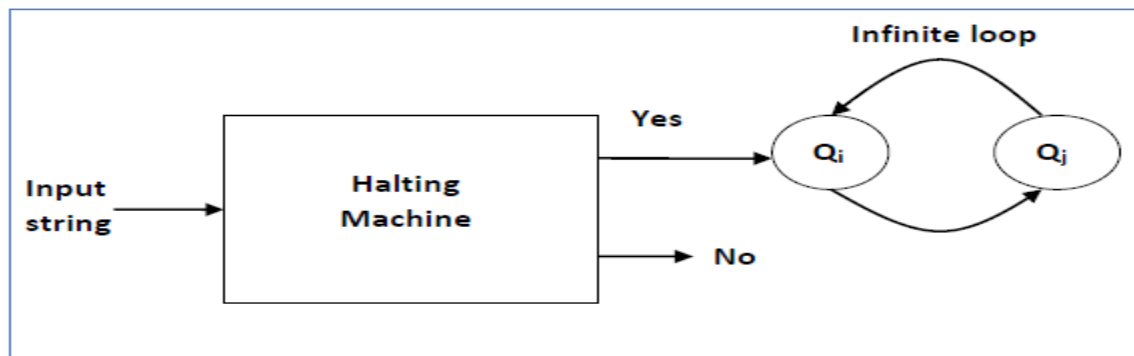 Infinite loop
Yes
Qi
Qj
Halting
Machine
Input
string
No